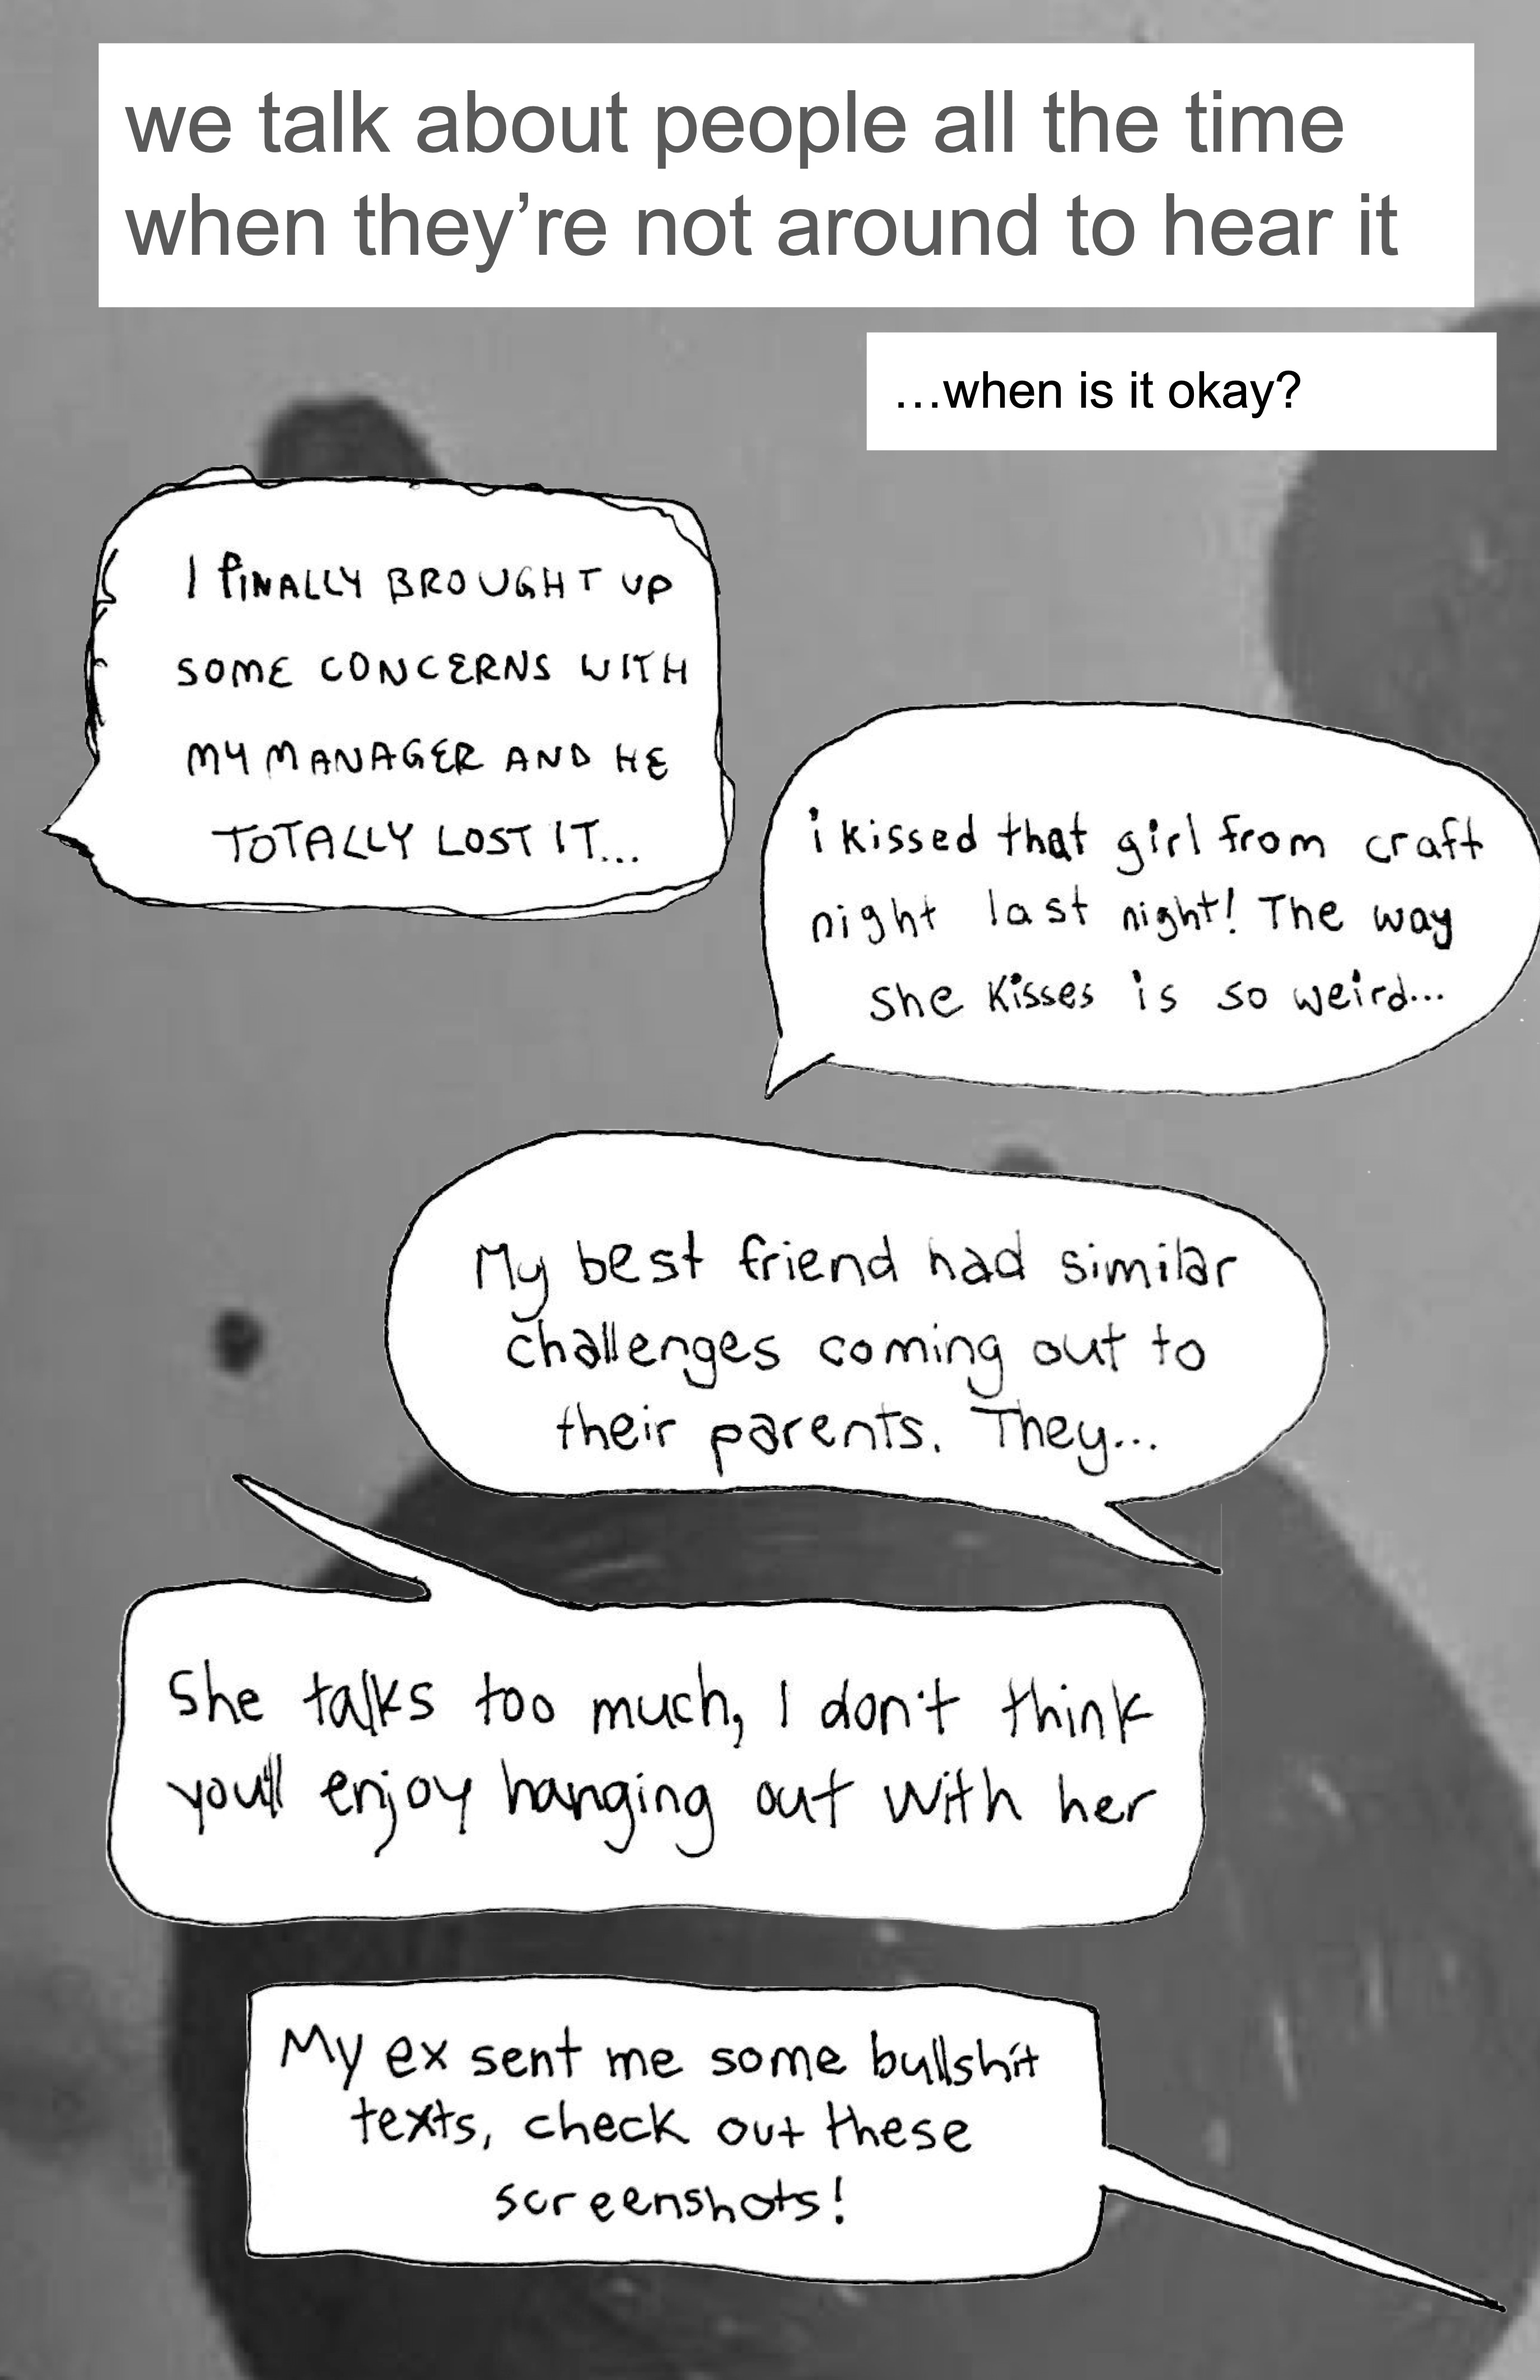 we talk about people all the time
when they’re not around to hear it
…when is it okay?
I FINALLY BROUGHT UP
SOME CONCERNS WITH
MY MANAGER AND HE
TOTALLY LOST IT...
i kissed that girl from craft
night last night! The way
she kisses is so weird...
My best friend had similar
challenges coming out to
their parents. They...
She talks too much, I don't think
you'll enjoy hanging out with her
My ex sent me some bullshit
texts, check out these
screenshots!